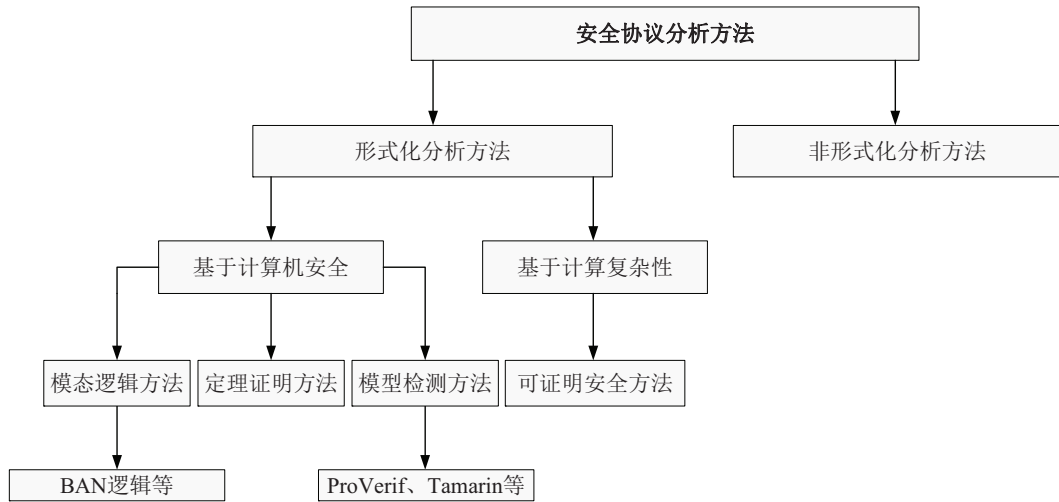 安全协议分析方法
形式化分析方法
非形式化分析方法
基于计算机安全
基于计算复杂性
模态逻辑方法
定理证明方法
模型检测方法
可证明安全方法
BAN逻辑等
ProVerif、Tamarin等